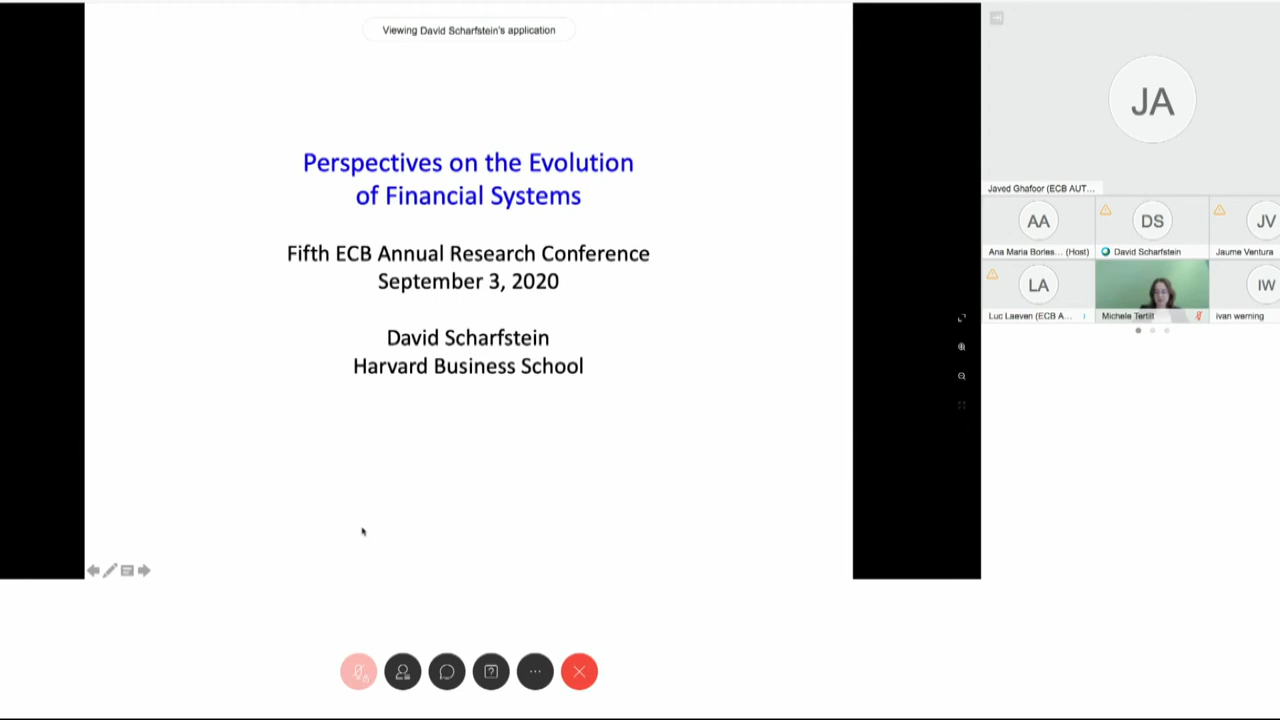 Viewing David Scharfstein's application
Perspectives on the Evolution
of Financial Systems
Fifth ECB Annual Research Conference
September 3, 2020
David Scharfstein
Harvard Business School
JA
Javed Ghafoor (ECB AUT...
AA
DS
JV
Ana Maria Borles... (Host)
David Scharfstein
Jaume Ventura
LA
IW
Luc Laeven (ECB A...
Michele Tertilt
ivan werning